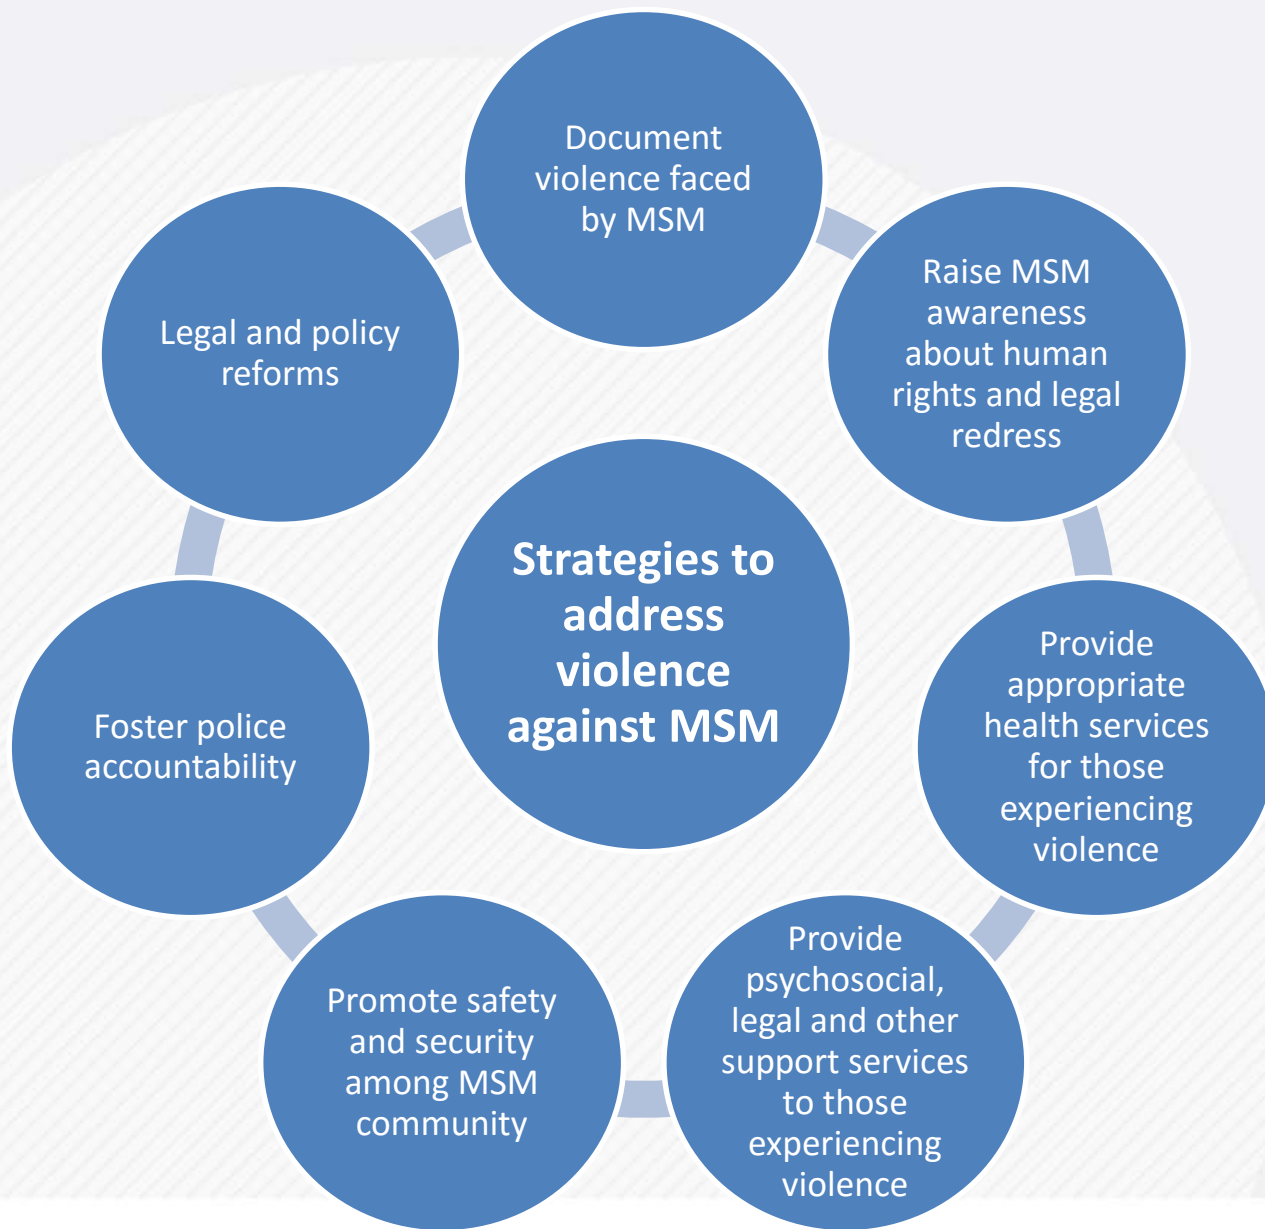 Document
violence faced
by MSM
Raise MSM
awareness
about human
rights and legal
redress
Provide
appropriate
health services
for those
experiencing
violence
Provide
psychosocial,
legal and other
support services
to those
experiencing
violence
Promote safety
and security
among MSM
community
Foster police
accountability
Legal and policy
reforms
Strategies to
address
violence
against MSM